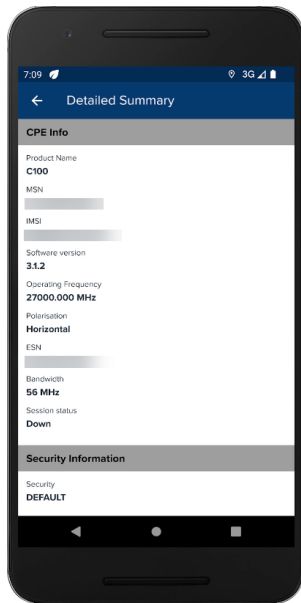 7:09
3G
Detailed Summary
CPE Info
Product Name
C100
MSN
IMSI
Software version
3.1.2
Operating Frequency
27000.000 MHz
Polarisation
Horizontal
ESN
Bandwidth
56 MHz
Session status
Down
Security Information
Security
DEFAULT